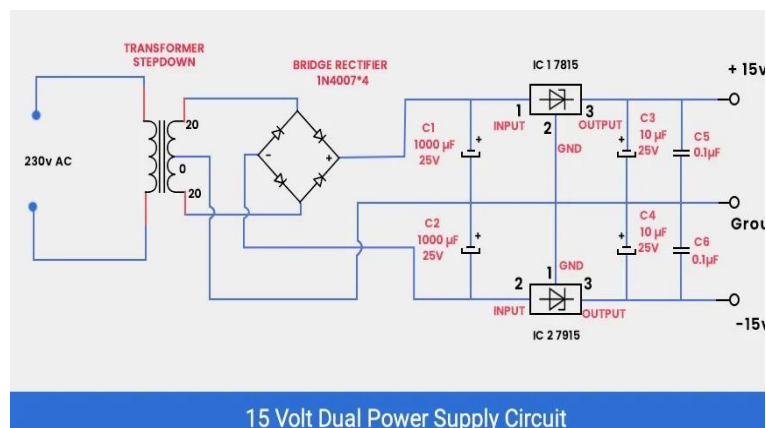 TRANSFORMER
STEPDOWN
BRIDGE RECTIFIER
1N4007*4
IC 1 7815
+ 15v
20
0
20
230v AC
-
+
1
INPUT
2
GND
3
OUTPUT
C1
1000 µF
25V
+
C3
10 µF
25V
+
C5
0.1µF
Grou
C2
1000 µF
25V
+
C4
10 µF
25V
+
C6
0.1µF
2
INPUT
1
GND
3
OUTPUT
IC 2 7915
-15v
15 Volt Dual Power Supply Circuit